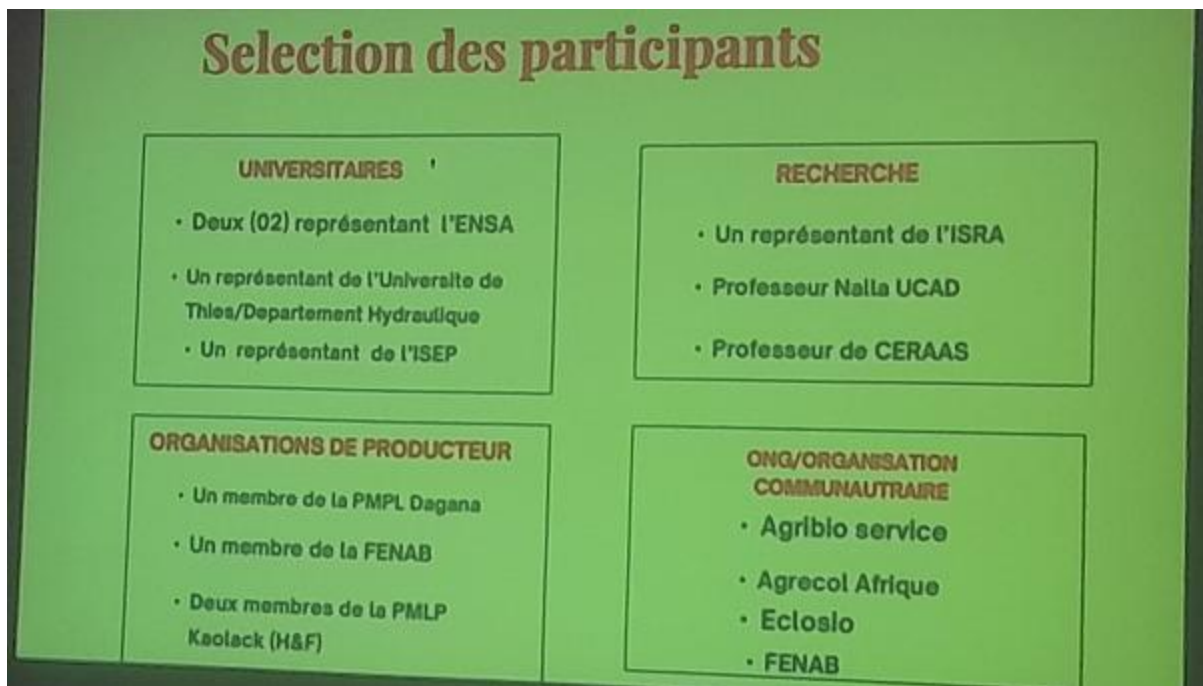 Selection des participants
UNIVERSITAIRES
• Deux (02) représentant l'ENSA
• Un représentant de l'Universite de
Thies/Departement Hydraulique
• Un représentant de l'ISEP
RECHERCHE
• Un représentant de l'ISRA
• Professeur Nalla UCAD
• Professeur de CERAAS
ORGANISATIONS DE PRODUCTEUR
• Un membre de la PMPL Dagana
• Un membre de la FENAB
• Deux membres de la PMLP
Kaolack (H&F)
ONG/ORGANISATION
COMMUNAUTRAIRE
• Agribio service
• Agrecol Afrique
• Eclosio
• FENAB